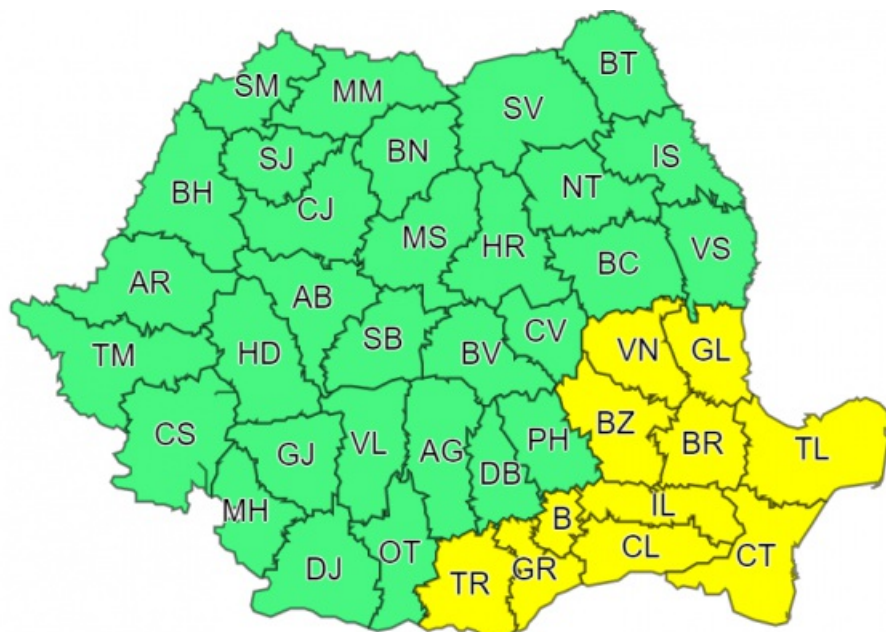 BT
SM
MM
SV
SJ
BN
IS
BH
NT
CJ
MS
HR
VS
BC
AR
AB
CV
SB
TM
HD
BV
VN
GL
CS
BZ
VL
PH
BR
GJ
AG
TL
DB
MH
IL
B
OT
CL
CT
DJ
GR
TR